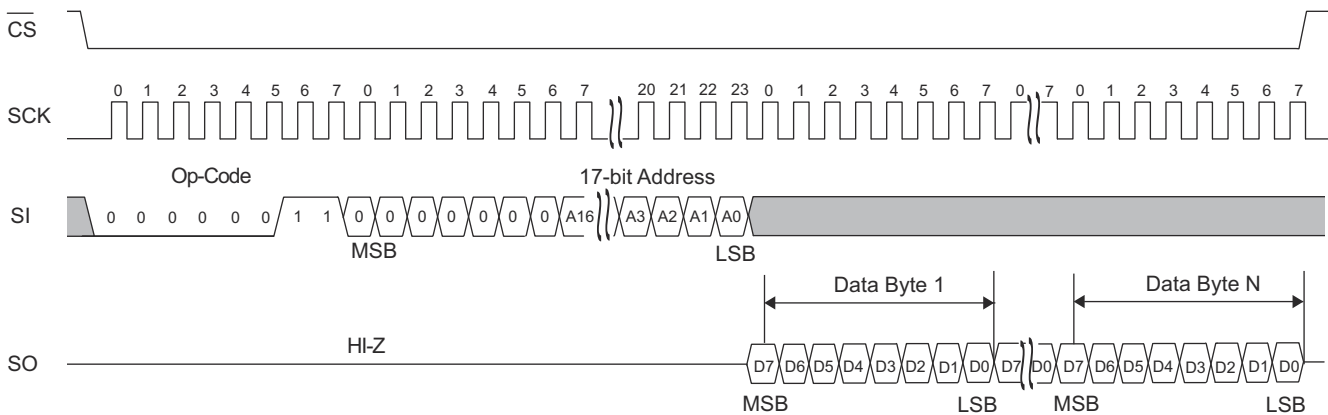 CS
0 1 2 3 4 5 6 7 0 1 2 3 4 5 6 7 20 21 22 23 0 1 2 3 4 5 6 7 0 7 0 1 2 3 4 5 6 7
SCK
Op-Code 17-bit Address
SI 0 0 0 0 0 0 1 1 0 0 0 0 0 0 0 A16 A3 A2 A1 A0
MSB LSB
Data Byte 1 Data Byte N
HI-Z
SO D7 D6 D5 D4 D3 D2 D1 D0 D7 D0 D7 D6 D5 D4 D3 D2 D1 D0
MSB LSB MSB LSB